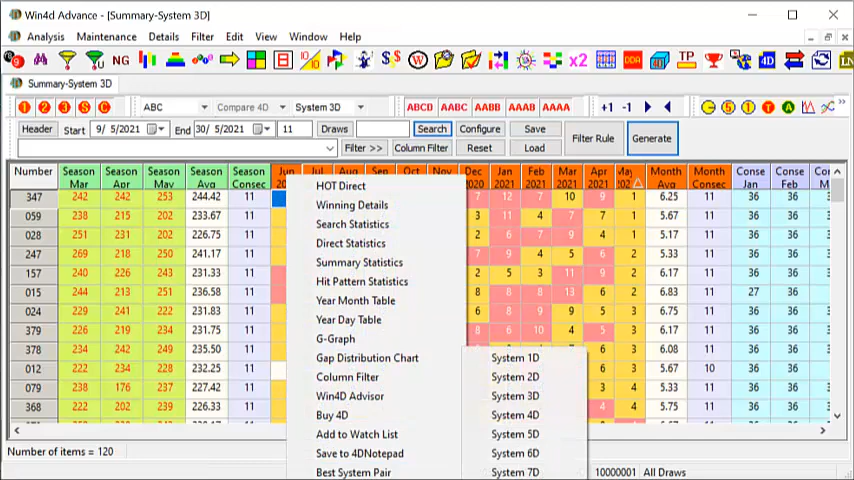 Win4d Advance - [Summary-System 3D]
Analysis Maintenance Details Filter Edit View Window Help
NG x2 DDR 4D TP 4D LN
Summary-System 3D
1 2 3 S C ABC Compare 4D System 3D ABCD AABC AABB AAAB AAAA +1 -1 5 1 T A
Header Start 9/ 5/2021 End 30/ 5/2021 11 Draws Search Configure Save Filter Rule Generate
Filter >> Column Filter Reset Load
Number Season Mar Season Apr Season May Season Avg Season Consec Jun Jul Aug Sep Oct Nov Dec 2020 Jan 2021 Feb 2021 Mar 2021 Apr 2021 May Month Avg Month Consec Conse Jan Conse Feb
347 242 242 253 244.42 11 7 12 7 10 9 1 6.25 11 36 36
059 238 215 202 233.67 11 3 11 4 7 7 1 5.67 11 36 36
028 251 231 202 226.75 11 2 6 7 9 4 1 5.17 11 36 36
247 269 218 250 241.17 11 7 9 4 5 6 2 5.33 11 36 36
157 240 226 243 231.33 11 2 5 3 11 9 2 6.17 11 36 36
015 244 213 251 236.58 11 8 8 13 6 2 6.83 11 27 36
024 229 241 222 231.83 11 6 8 9 9 5 3 6.75 11 36 36
379 226 219 234 231.75 11 8 6 10 4 5 3 6.17 11 36 36
378 234 242 249 235.50 11 3 6.08 11 36 36
012 222 234 228 232.25 11 6 3 5.67 10 36 36
079 238 176 237 227.42 11 3 4 5.33 11 36 36
368 222 202 239 226.33 11 4 4 5.75 11 36 36
HOT Direct
Winning Details
Search Statistics
Direct Statistics
Summary Statistics
Hit Pattern Statistics
Year Month Table
Year Day Table
G-Graph
Gap Distribution Chart
Column Filter
Win4D Advisor
Buy 4D
Add to Watch List
Save to 4DNotepad
Best System Pair
System 1D
System 2D
System 3D
System 4D
System 5D
System 6D
System 7D
Number of items = 120
10000001 All Draws